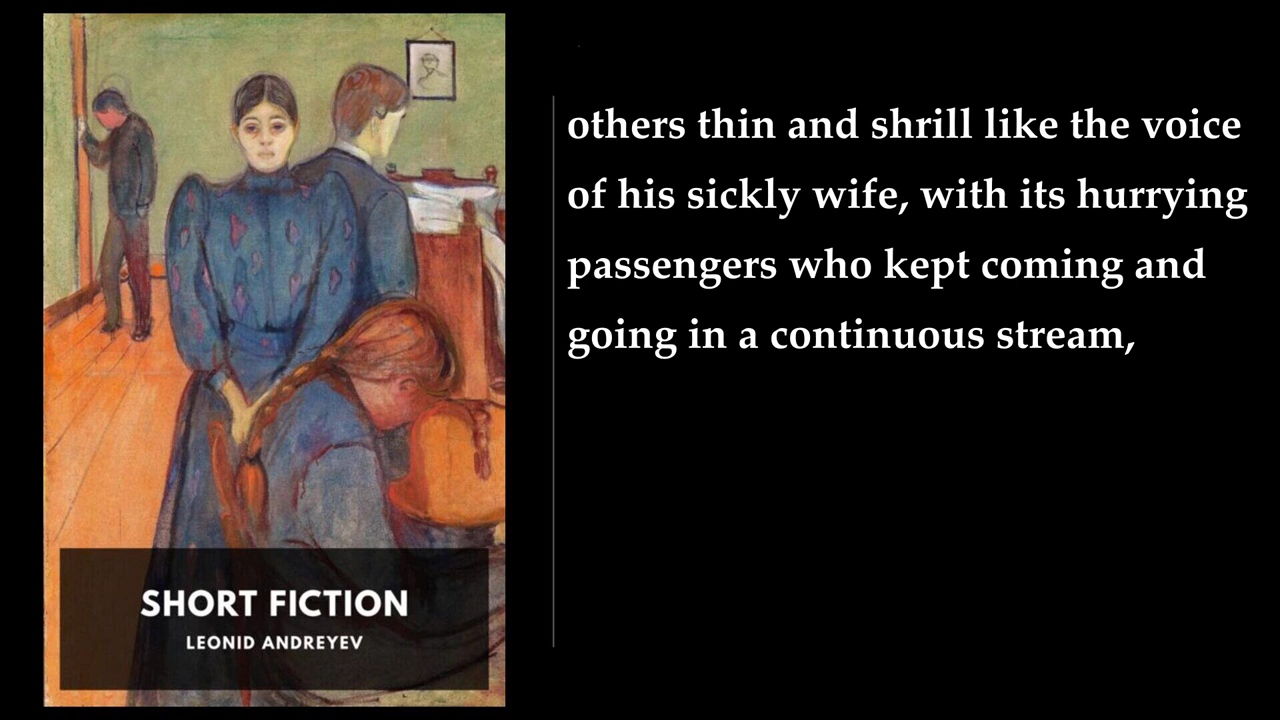 SHORT FICTION
LEONID ANDREYEV
others thin and shrill like the voice
of his sickly wife, with its hurrying
passengers who kept coming and
going in a continuous stream,